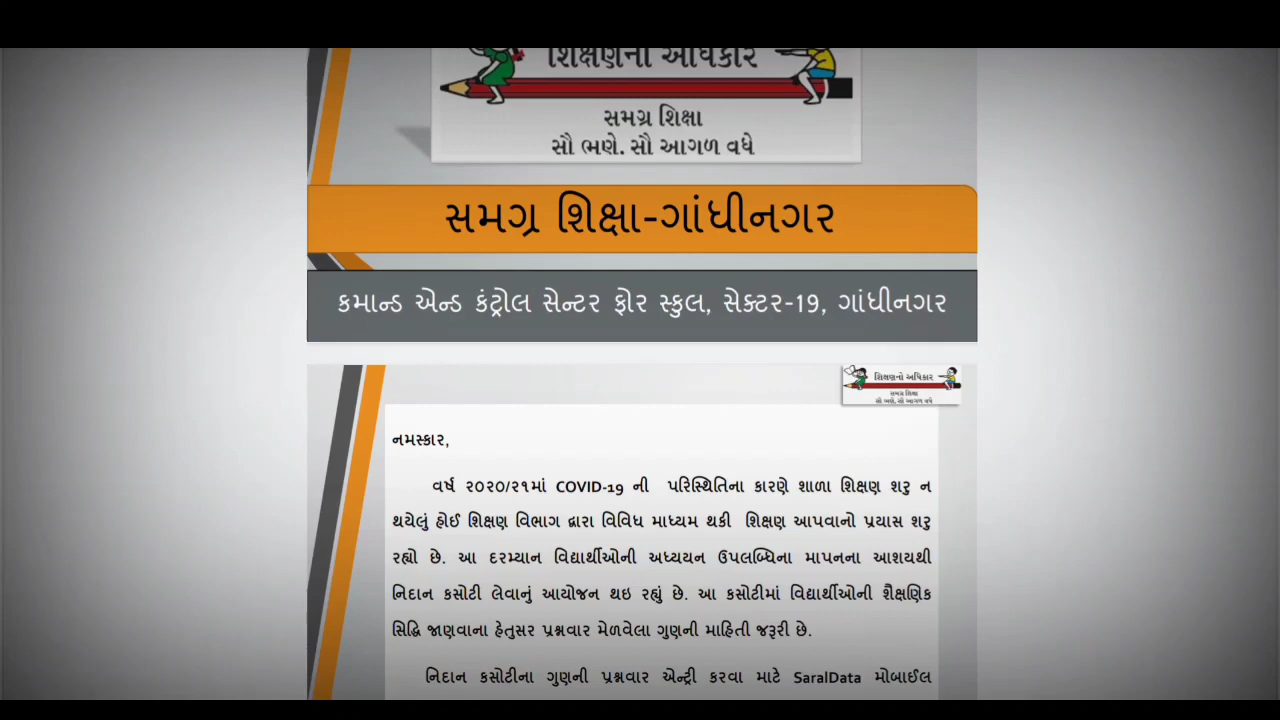 શિક્ષણનો અધિકાર
સમગ્ર શિક્ષા
સૌ ભણે. સૌ આગળ વધે
સમગ્ર શિક્ષા-ગાંધીનગર
કમાન્ડ એન્ડ કંટ્રોલ સેન્ટર ફોર સ્કુલ, સેક્ટર-19, ગાંધીનગર
શિક્ષણનો અધિકાર
સમગ્ર શિક્ષા
સૌ ભણે. સૌ આગળ વધે
નમસ્કાર,
વર્ષ ૨૦૨૦/૨૧માં COVID-19 ની પરિસ્થિતિના કારણે શાળા શિક્ષણ શરુ ન
થયેલું હોઈ શિક્ષણ વિભાગ દ્વારા વિવિધ માધ્યમ થકી શિક્ષણ આપવાનો પ્રયાસ શરુ
રહ્યો છે. આ દરમ્યાન વિદ્યાર્થીઓની અધ્યયન ઉપલબ્ધિના માપનના આશયથી
નિદાન કસોટી લેવાનું આયોજન થઇ રહ્યું છે. આ કસોટીમાં વિદ્યાર્થીઓની શૈક્ષણિક
સિદ્ધિ જાણવાના હેતુસર પ્રશ્નવાર મેળવેલા ગુણની માહિતી જરૂરી છે.
નિદાન કસોટીના ગુણની પ્રશ્નવાર એન્ટ્રી કરવા માટે SaralData મોબાઈલ